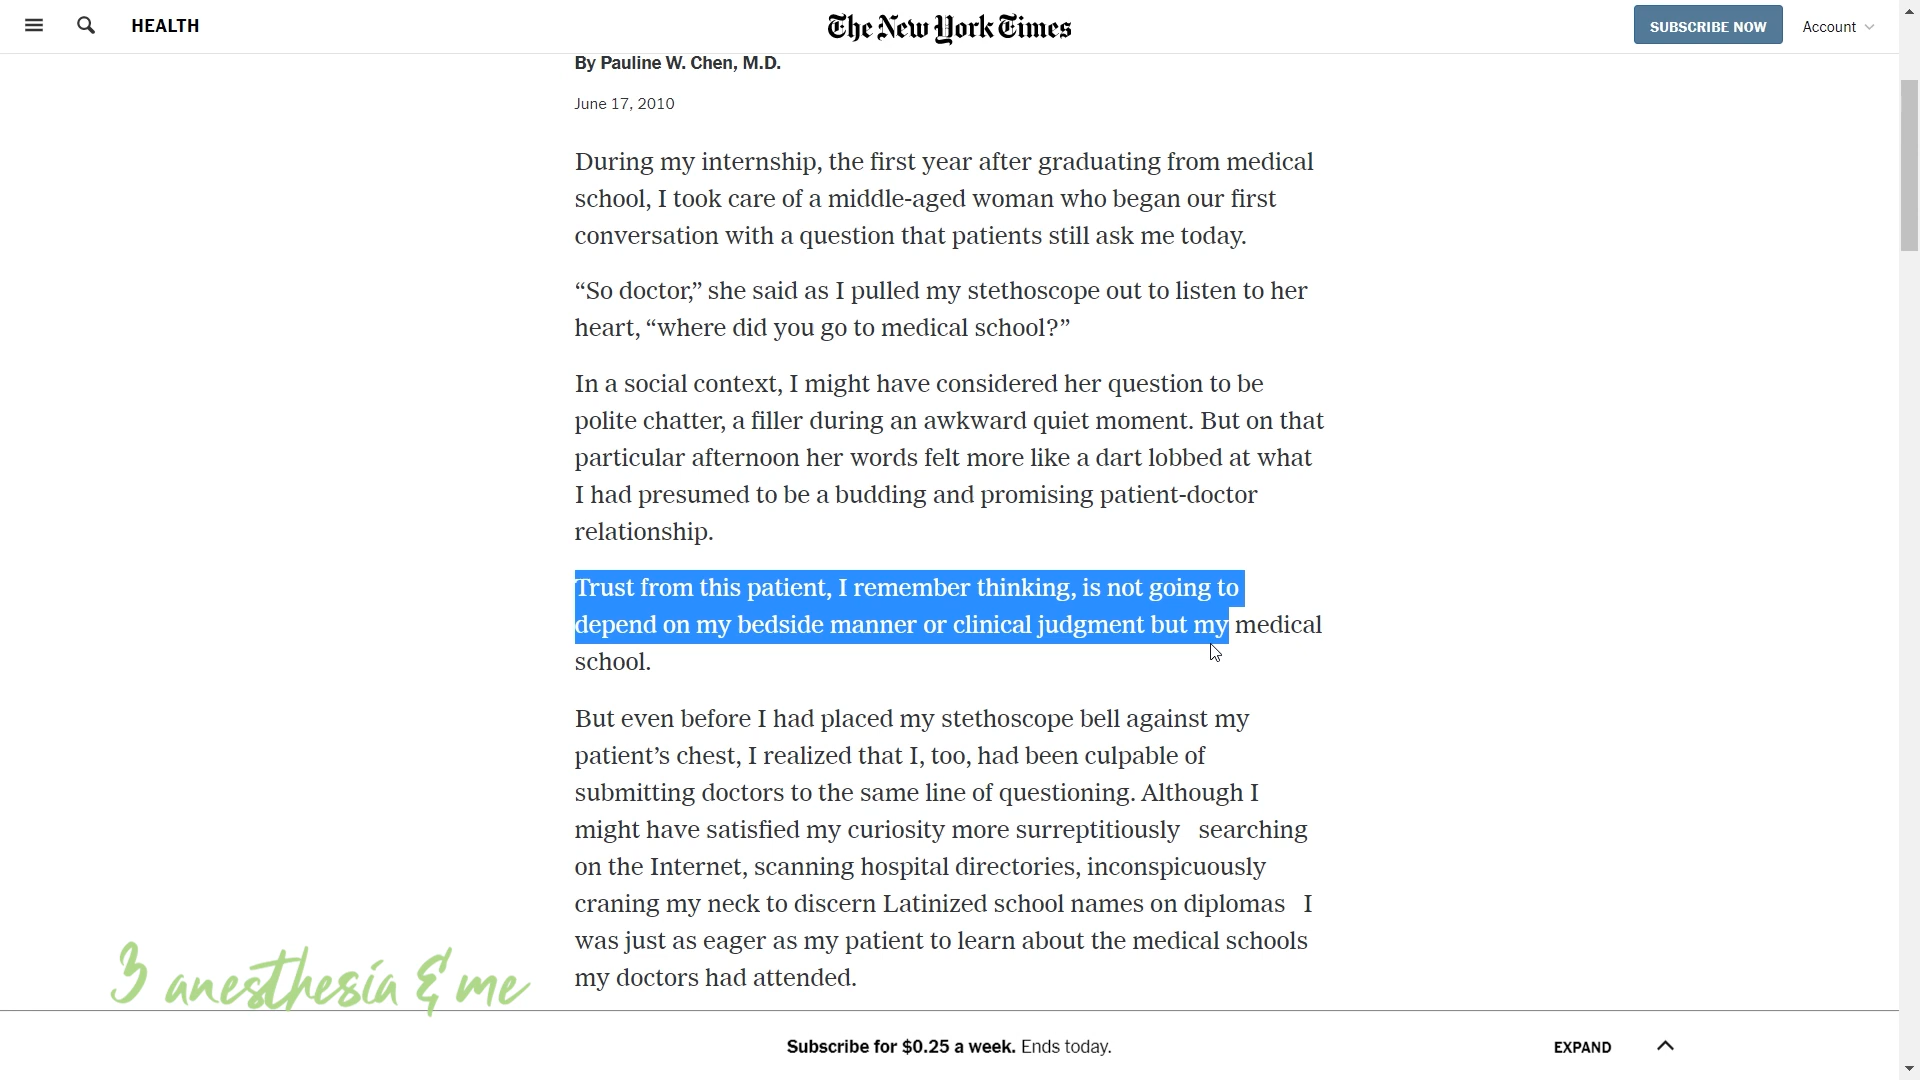 HEALTH
The New York Times
SUBSCRIBE NOW
Account
By Pauline W. Chen, M.D.
June 17, 2010
During my internship, the first year after graduating from medical
school, I took care of a middle-aged woman who began our first
conversation with a question that patients still ask me today.
“So doctor,” she said as I pulled my stethoscope out to listen to her
heart, “where did you go to medical school?”
In a social context, I might have considered her question to be
polite chatter, a filler during an awkward quiet moment. But on that
particular afternoon her words felt more like a dart lobbed at what
I had presumed to be a budding and promising patient-doctor
relationship.
Trust from this patient, I remember thinking, is not going to
depend on my bedside manner or clinical judgment but my medical
school.
But even before I had placed my stethoscope bell against my
patient’s chest, I realized that I, too, had been culpable of
submitting doctors to the same line of questioning. Although I
might have satisfied my curiosity more surreptitiously searching
on the Internet, scanning hospital directories, inconspicuously
craning my neck to discern Latinized school names on diplomas I
was just as eager as my patient to learn about the medical schools
my doctors had attended.
3 anesthesia & me
Subscribe for $0.25 a week. Ends today.
EXPAND